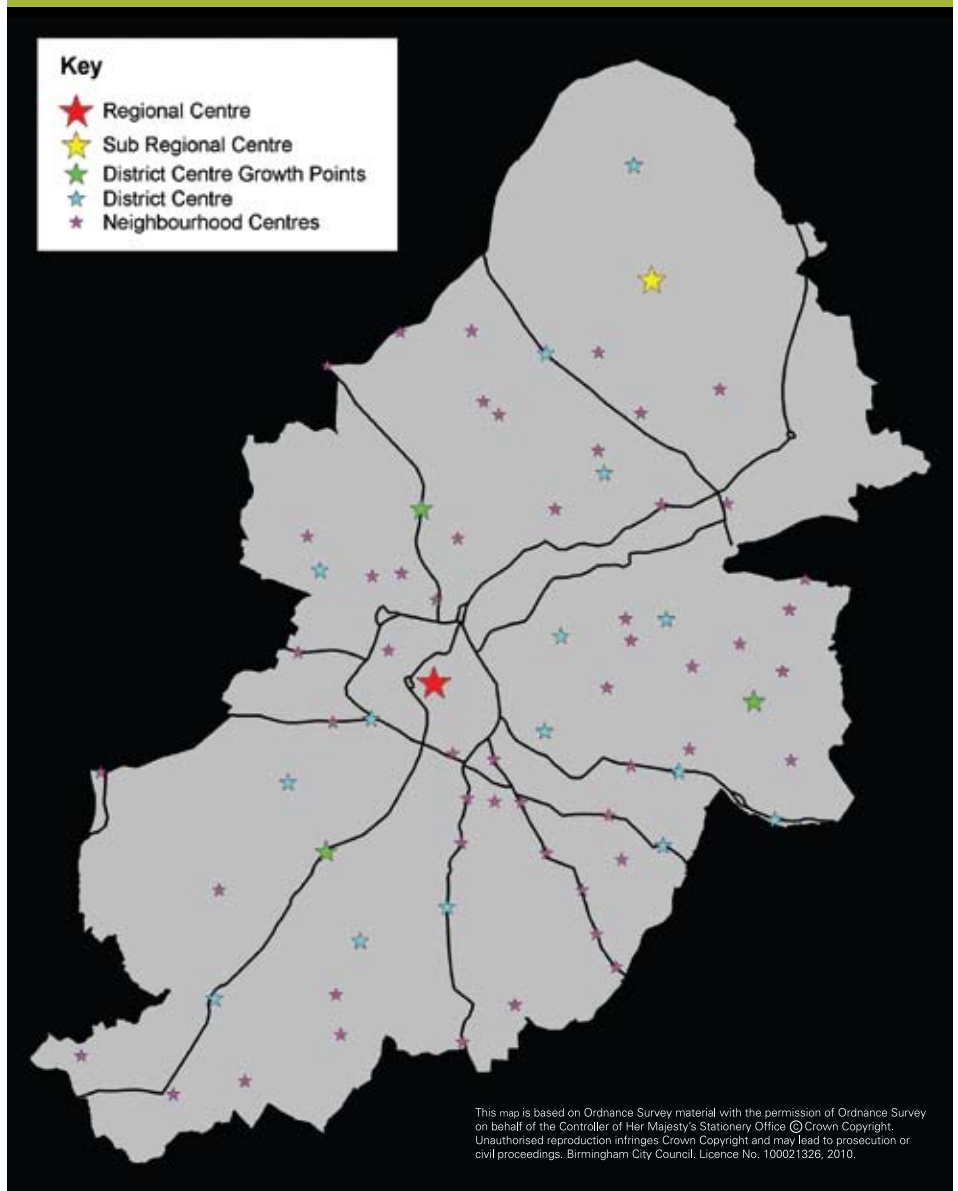 Key
Regional Centre
Sub Regional Centre
District Centre Growth Points
District Centre
Neighbourhood Centres
This map is based on Ordnance Survey material with the permission of Ordnance Survey
on behalf of the Controller of Her Majesty's Stationery Office © Crown Copyright.
Unauthorised reproduction infringes Crown Copyright and may lead to prosecution or
civil proceedings. Birmingham City Council. Licence No. 100021326, 2010.